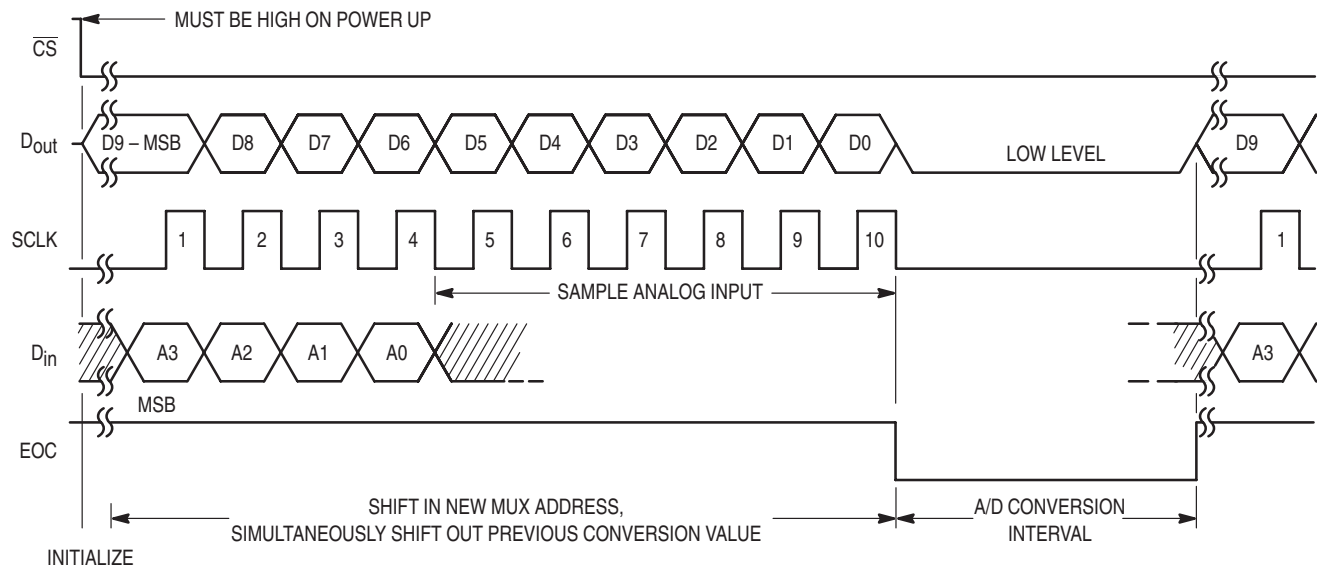 MUST BE HIGH ON POWER UP
CS
Dout
D9 – MSB
D8
D7
D6
D5
D4
D3
D2
D1
D0
LOW LEVEL
D9
SCLK
1
2
3
4
5
6
7
8
9
10
1
SAMPLE ANALOG INPUT
Din
A3
A2
A1
A0
A3
MSB
EOC
SHIFT IN NEW MUX ADDRESS,
SIMULTANEOUSLY SHIFT OUT PREVIOUS CONVERSION VALUE
A/D CONVERSION
INTERVAL
INITIALIZE